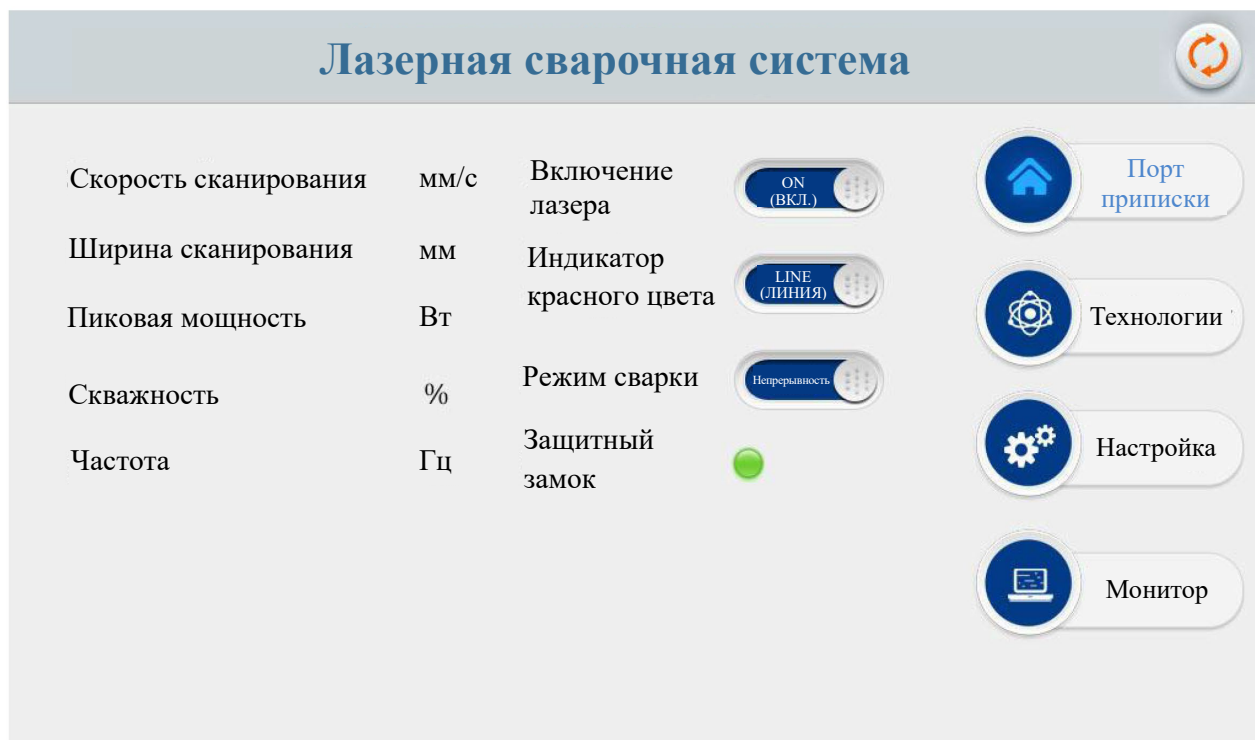 Лазерная сварочная система
Скорость сканирования мм/с
Ширина сканирования мм
Пиковая мощность Вт
Скважность %
Частота Гц
Включение
лазера
ON
(ВКЛ.)
Индикатор
красного цвета
LINE
(ЛИНИЯ)
Режим сварки
Непрерывность
Защитный
замок
Порт
приписки
Технологии
Настройка
Монитор